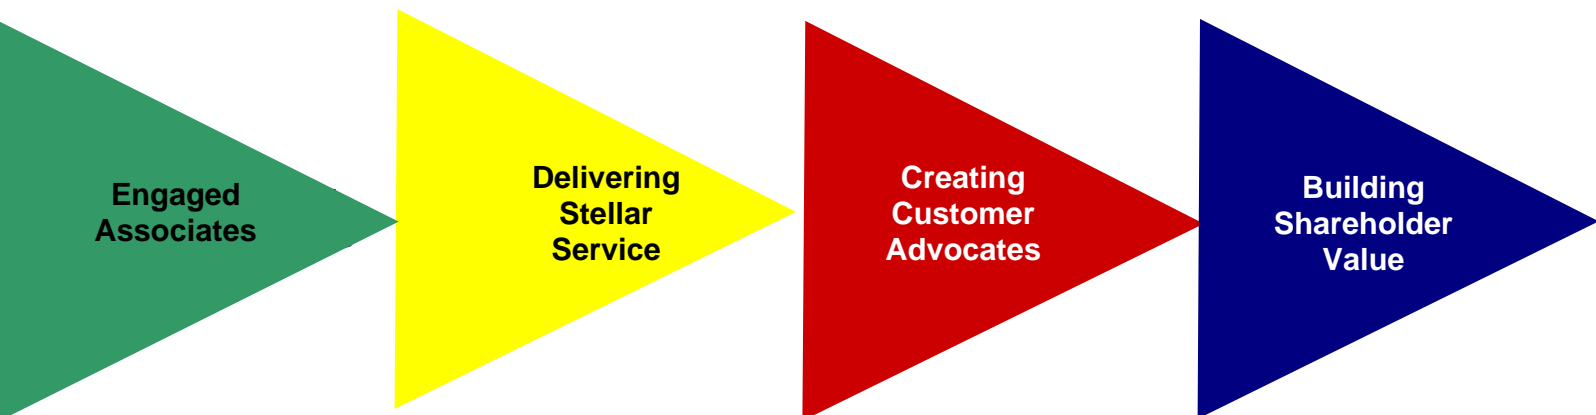 Engaged
Associates
Delivering
Stellar
Service
Creating
Customer
Advocates
Building
Shareholder
Value